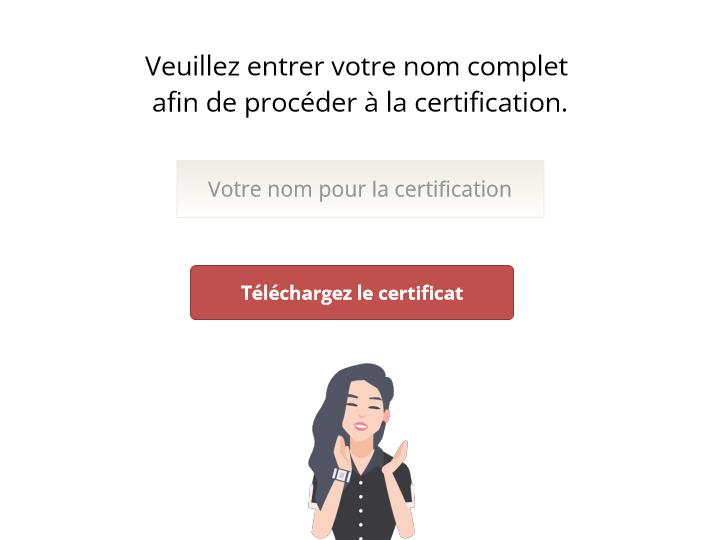 Veuillez entrer votre nom complet
afin de procéder à la certification.
Votre nom pour la certification
Téléchargez le certificat